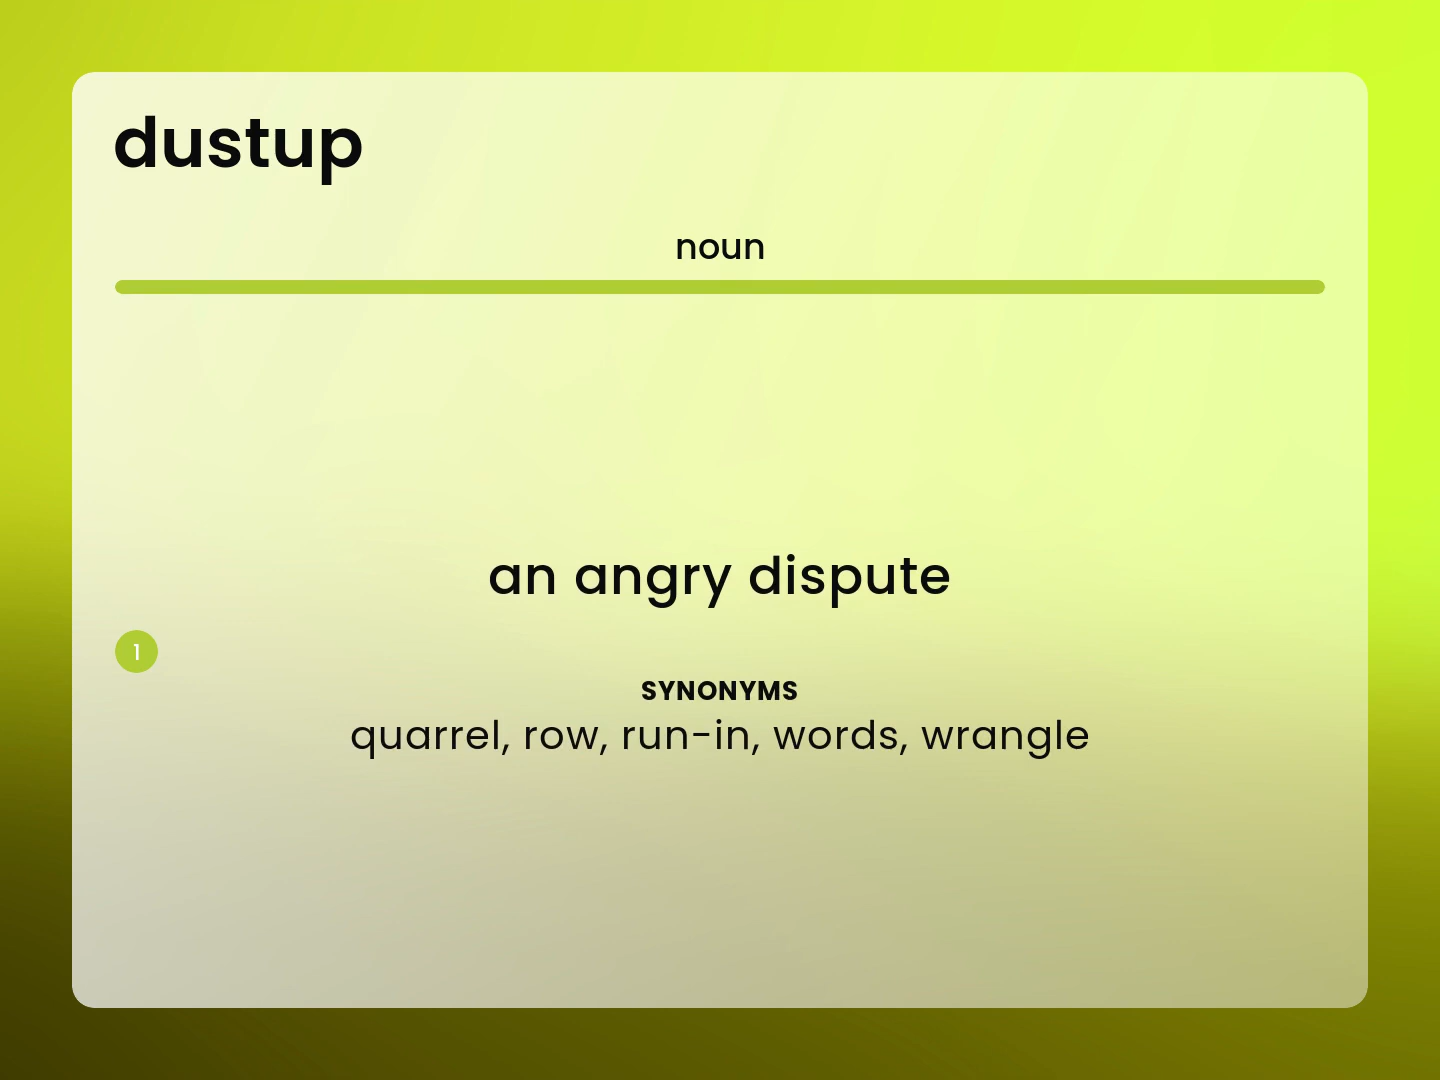 dustup
noun
an angry dispute
1
SYNONYMS
quarrel, row, run-in, words, wrangle